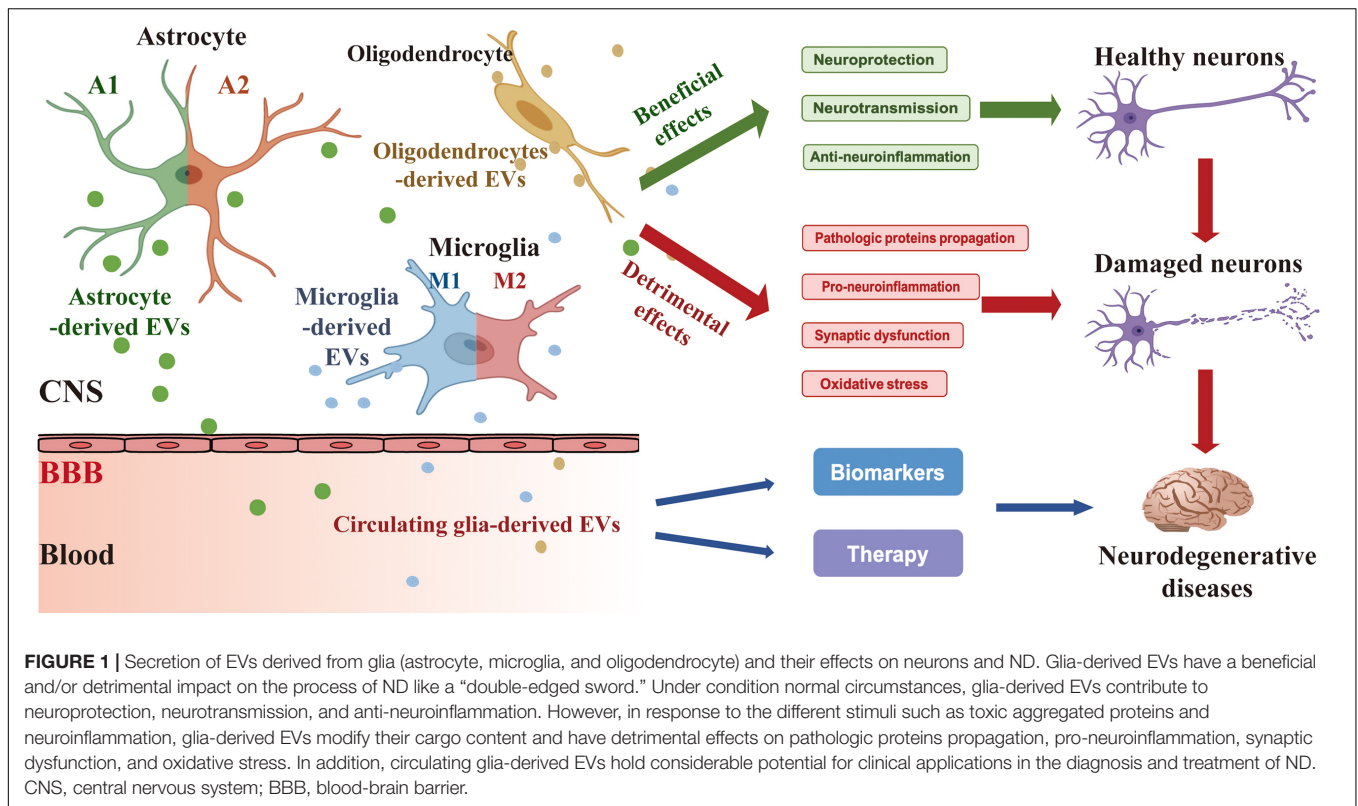 Astrocyte
A1
A2
Oligodendrocyte
Oligodendrocytes
-derived EVs
Astrocyte
-derived EVs
Microglia
M1
M2
Microglia
-derived
EVs
CNS
BBB
Blood
Circulating glia-derived EVs
Beneficial
effects
Detrimental
effects
Neuroprotection
Neurotransmission
Anti-neuroinflammation
Pathologic proteins propagation
Pro-neuroinflammation
Synaptic dysfunction
Oxidative stress
Biomarkers
Therapy
Healthy neurons
Damaged neurons
Neurodegenerative
diseases
FIGURE 1 | Secretion of EVs derived from glia (astrocyte, microglia, and oligodendrocyte) and their effects on neurons and ND. Glia-derived EVs have a beneficial
and/or detrimental impact on the process of ND like a “double-edged sword.” Under condition normal circumstances, glia-derived EVs contribute to
neuroprotection, neurotransmission, and anti-neuroinflammation. However, in response to the different stimuli such as toxic aggregated proteins and
neuroinflammation, glia-derived EVs modify their cargo content and have detrimental effects on pathologic proteins propagation, pro-neuroinflammation, synaptic
dysfunction, and oxidative stress. In addition, circulating glia-derived EVs hold considerable potential for clinical applications in the diagnosis and treatment of ND.
CNS, central nervous system; BBB, blood-brain barrier.